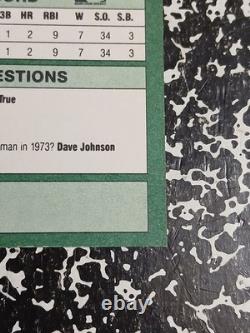 3B HR RBI W S.O. S.B.
1 2 9 7 34 3
1 2 9 7 34 3
ESTIONS
True
man in 1973? Dave Johnson